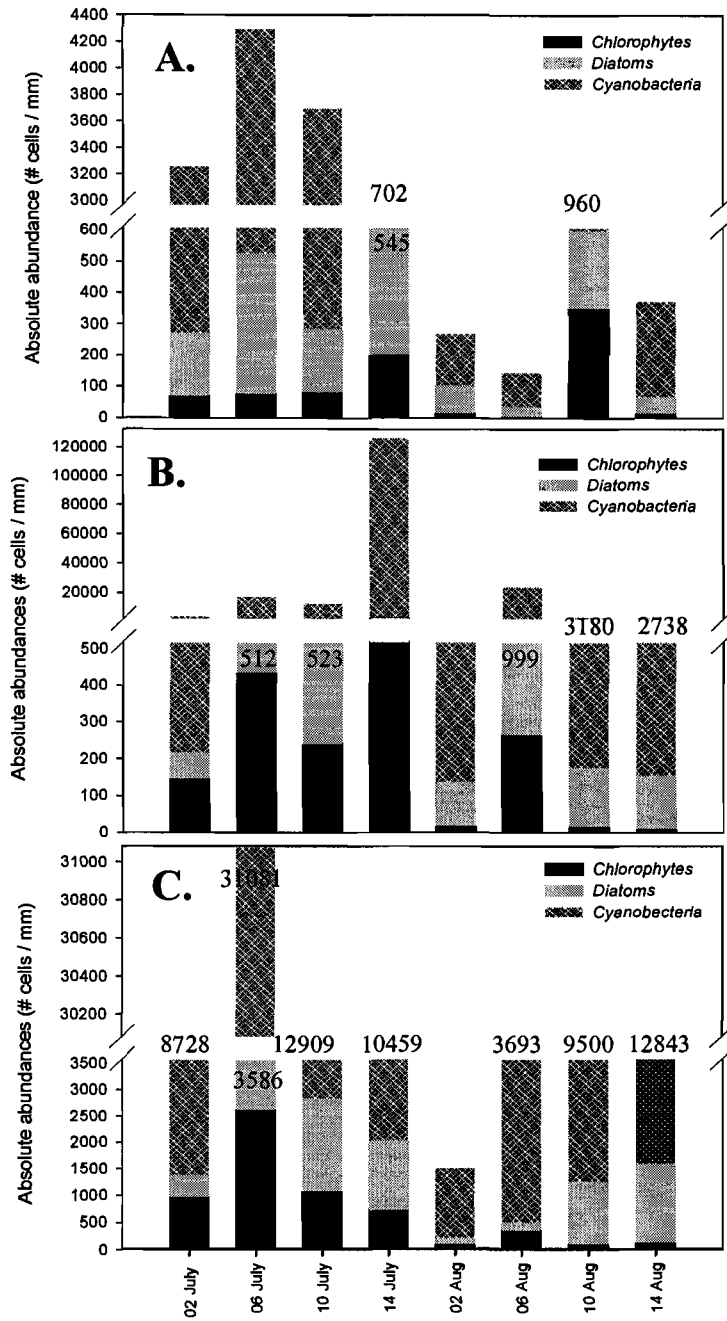 A.
Absolute abundance (# cells / mm)
4400
4200
4000
3800
3600
3400
3200
3000
600
500
400
300
200
100
0
Chlorophytes
Diatoms
Cyanobacteria
702
545
960
B.
Absolute abundances (# cells / mm)
120000
100000
80000
60000
40000
20000
500
400
300
200
100
0
Chlorophytes
Diatoms
Cyanobacteria
512
523
999
3180
2738
C.
Absolute abundances (# cells / mm)
31000
30800
30600
30400
30200
3500
3000
2500
2000
1500
1000
500
0
Chlorophytes
Diatoms
Cyanobecteria
31081
8728
3586
12909
10459
3693
9500
12843
02 July
06 July
10 July
14 July
02 Aug
06 Aug
10 Aug
14 Aug